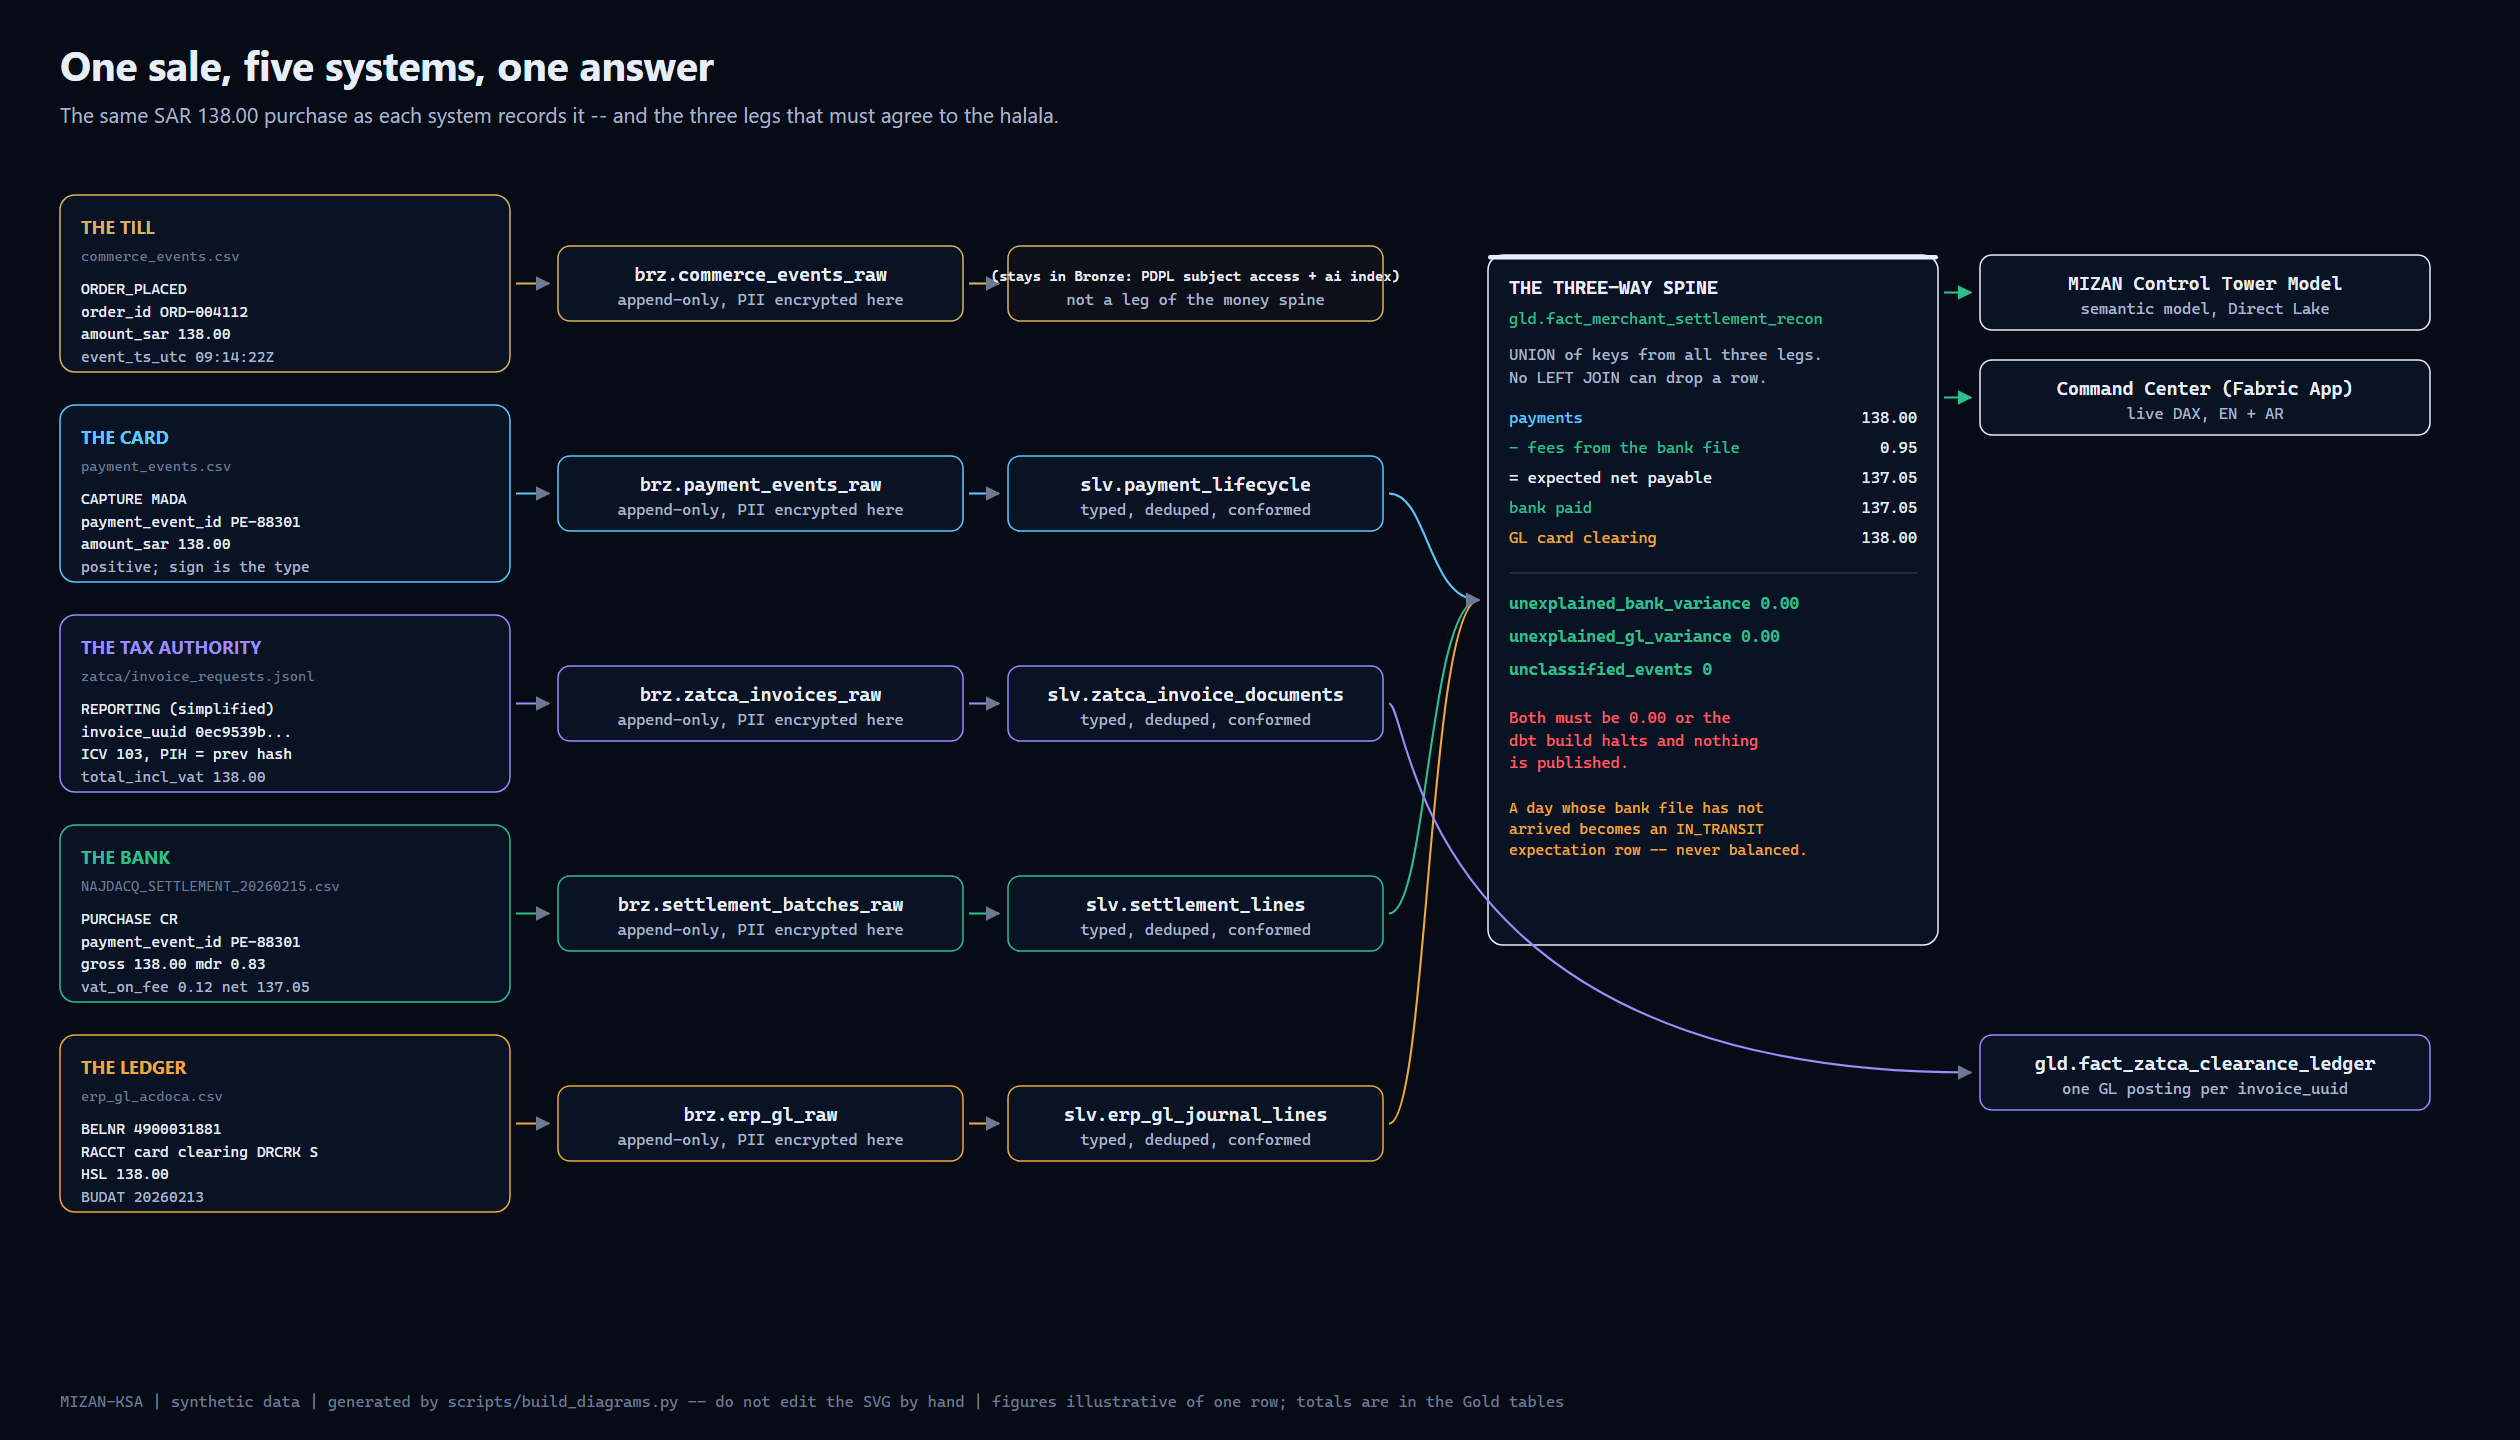 One sale, five systems, one answer
The same SAR 138.00 purchase as each system records it -- and the three legs that must agree to the halala.
THE TILL
commerce_events.csv
ORDER_PLACED
order_id ORD-004112
amount_sar 138.00
event_ts_utc 09:14:22Z
brz.commerce_events_raw
append-only, PII encrypted here
(stays in Bronze: PDPL subject access + ai index)
not a leg of the money spine
THE CARD
payment_events.csv
CAPTURE MADA
payment_event_id PE-88301
amount_sar 138.00
positive; sign is the type
brz.payment_events_raw
append-only, PII encrypted here
slv.payment_lifecycle
typed, deduped, conformed
THE TAX AUTHORITY
zatca/invoice_requests.jsonl
REPORTING (simplified)
invoice_uuid 0ec9539b...
ICV 103, PIH = prev hash
total_incl_vat 138.00
brz.zatca_invoices_raw
append-only, PII encrypted here
slv.zatca_invoice_documents
typed, deduped, conformed
THE BANK
NAJDACQ_SETTLEMENT_20260215.csv
PURCHASE CR
payment_event_id PE-88301
gross 138.00 mdr 0.83
vat_on_fee 0.12 net 137.05
brz.settlement_batches_raw
append-only, PII encrypted here
slv.settlement_lines
typed, deduped, conformed
THE LEDGER
erp_gl_acdoca.csv
BELNR 4900031881
RACCT card clearing DRCRK S
HSL 138.00
BUDAT 20260213
brz.erp_gl_raw
append-only, PII encrypted here
slv.erp_gl_journal_lines
typed, deduped, conformed
THE THREE-WAY SPINE
gld.fact_merchant_settlement_recon
UNION of keys from all three legs.
No LEFT JOIN can drop a row.
payments 138.00
- fees from the bank file 0.95
= expected net payable 137.05
bank paid 137.05
GL card clearing 138.00
unexplained_bank_variance 0.00
unexplained_gl_variance 0.00
unclassified_events 0
Both must be 0.00 or the
dbt build halts and nothing
is published.
A day whose bank file has not
arrived becomes an IN_TRANSIT
expectation row -- never balanced.
MIZAN Control Tower Model
semantic model, Direct Lake
Command Center (Fabric App)
live DAX, EN + AR
gld.fact_zatca_clearance_ledger
one GL posting per invoice_uuid
MIZAN-KSA | synthetic data | generated by scripts/build_diagrams.py -- do not edit the SVG by hand | figures illustrative of one row; totals are in the Gold tables